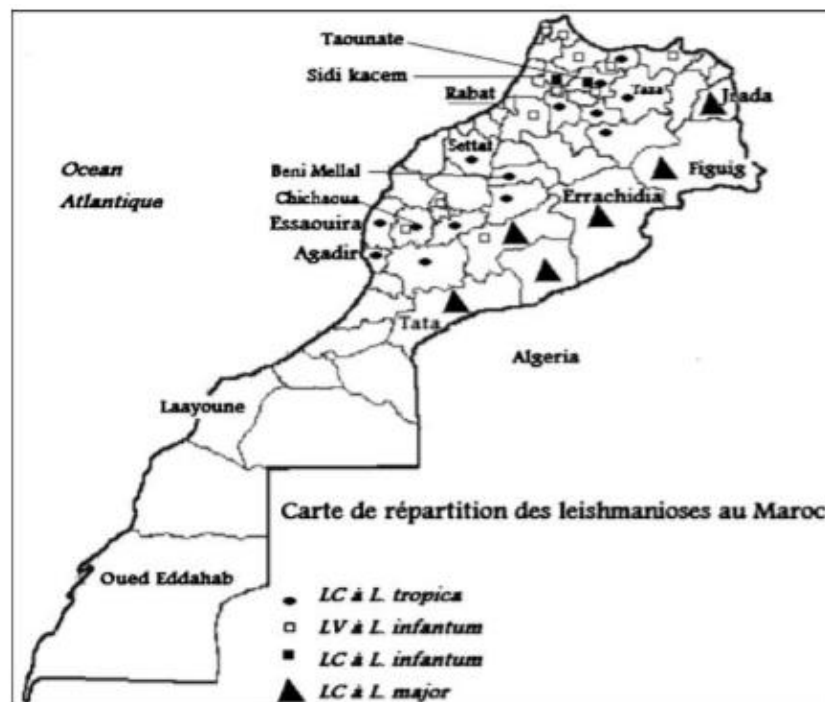 Taounate
Sidi kacem
Rabat
Taza
Jrada
Settat
Ocean
Atlantique
Beni Mellal
Figuig
Chichaoua
Errachidia
Essaouira
Agadir
Tata
Algeria
Laayoune
Carte de répartition des leishmanioses au Maroc
Oued Eddahab
LC à L. tropica
LV à L. infantum
LC à L. infantum
LC à L. major